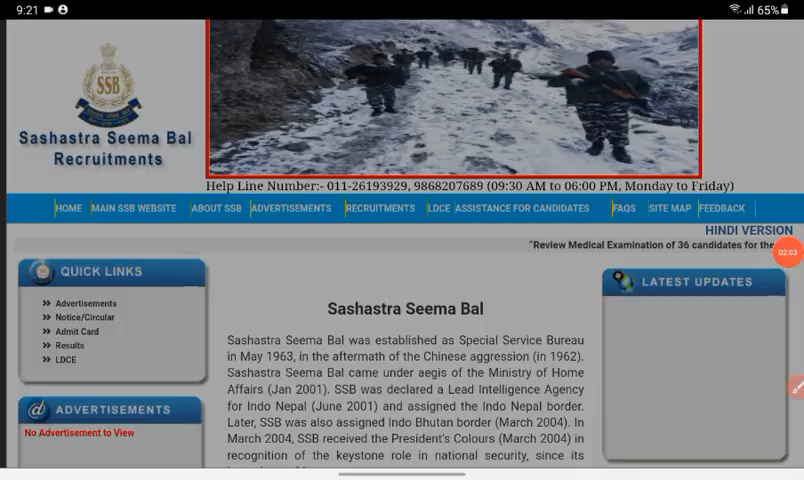 9:21
65%
SSB
Sashastra Seema Bal
Recruitments
Help Line Number:- 011-26193929, 9868207689 (09:30 AM to 06:00 PM, Monday to Friday)
HOME MAIN SSB WEBSITE ABOUT SSB ADVERTISEMENTS RECRUITMENTS LDCE ASSISTANCE FOR CANDIDATES FAQS SITE MAP FEEDBACK
HINDI VERSION
"Review Medical Examination of 36 candidates for the
02:03
QUICK LINKS
Advertisements
Notice/Circular
Admit Card
Results
LDCE
ADVERTISEMENTS
No Advertisement to View
Sashastra Seema Bal
Sashastra Seema Bal was established as Special Service Bureau
in May 1963, in the aftermath of the Chinese aggression (in 1962).
Sashastra Seema Bal came under aegis of the Ministry of Home
Affairs (Jan 2001). SSB was declared a Lead Intelligence Agency
for Indo Nepal (June 2001) and assigned the Indo Nepal border.
Later, SSB was also assigned Indo Bhutan border (March 2004). In
March 2004, SSB received the President's Colours (March 2004) in
recognition of the keystone role in national security, since its
LATEST UPDATES